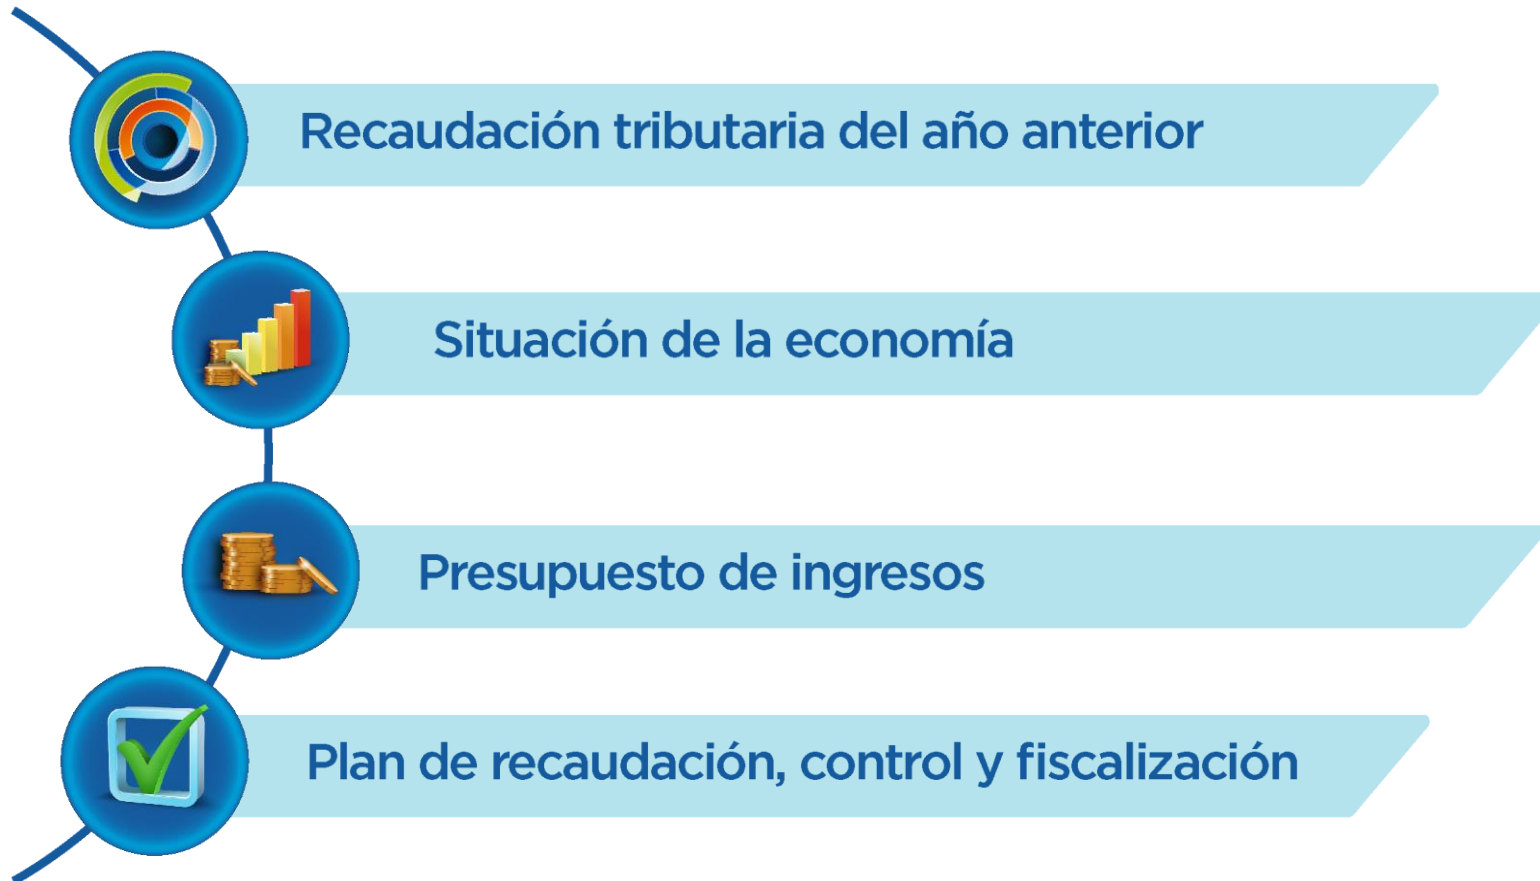 Recaudación tributaria del año anterior
Situación de la economía
Presupuesto de ingresos
Plan de recaudación, control y fiscalización